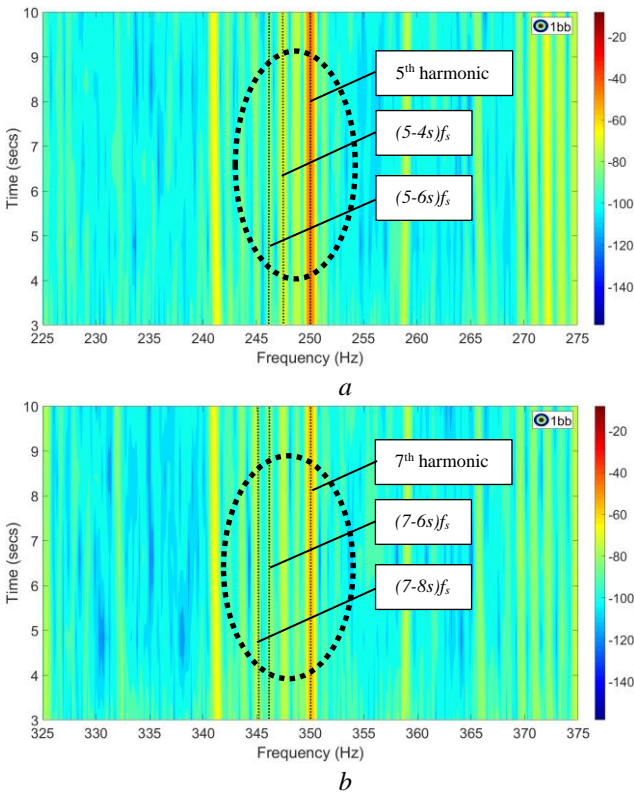 10
9
8
7
6
5
4
3
Time (secs)
225 230 235 240 245 250 255 260 265 270 275
Frequency (Hz)
1bb
5th harmonic
(5-4s)fs
(5-6s)fs
-20
-40
-60
-80
-100
-120
-140
a
10
9
8
7
6
5
4
3
Time (secs)
325 330 335 340 345 350 355 360 365 370 375
Frequency (Hz)
1bb
7th harmonic
(7-6s)fs
(7-8s)fs
-20
-40
-60
-80
-100
-120
-140
b